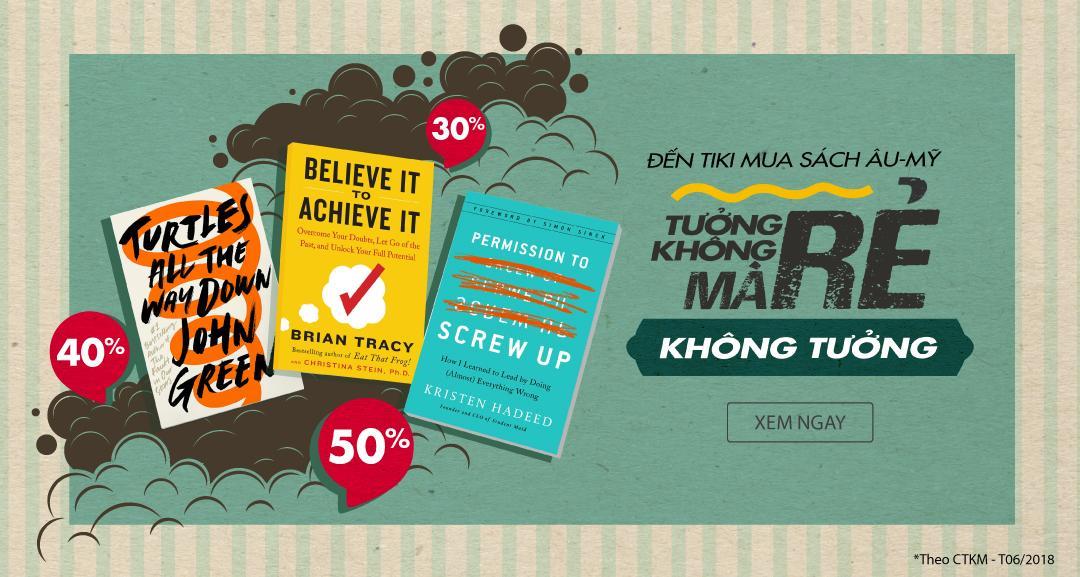 30%
BELIEVE IT
TO
ACHIEVE IT
Overcome Your Doubts, Let Go of the
Past, and Unlock Your Full Potential
BRIAN TRACY
Bestselling author of Eat That Frog!
AND CHRISTINA STEIN, Ph.D.
TURTLES
ALL THE
WAY DOWN
JOHN
GREEN
40%
FOREWORD BY SIMON SINEK
PERMISSION TO
SCREW UP
How I Learned to Lead by Doing
(Almost) Everything Wrong
KRISTEN HADEED
Founder and CEO of Student Maid
50%
ĐẾN TIKI MUA SÁCH ÂU-MỸ
TƯỞNG
KHÔNG
MÀ RẺ
KHÔNG TƯỞNG
XEM NGAY
*Theo CTKM - T06/2018